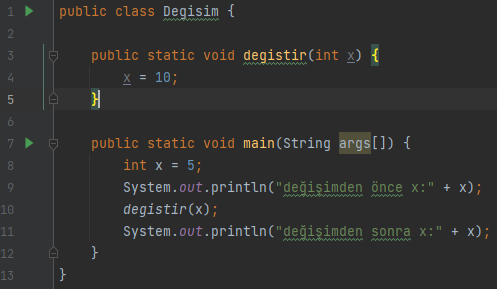 1 public class Degisim {
2
3 public static void degistir(int x) {
4 x = 10;
5 }
6
7 public static void main(String args[]) {
8 int x = 5;
9 System.out.println("değişimden önce x:" + x);
10 degistir(x);
11 System.out.println("değişimden sonra x:" + x);
12 }
13 }